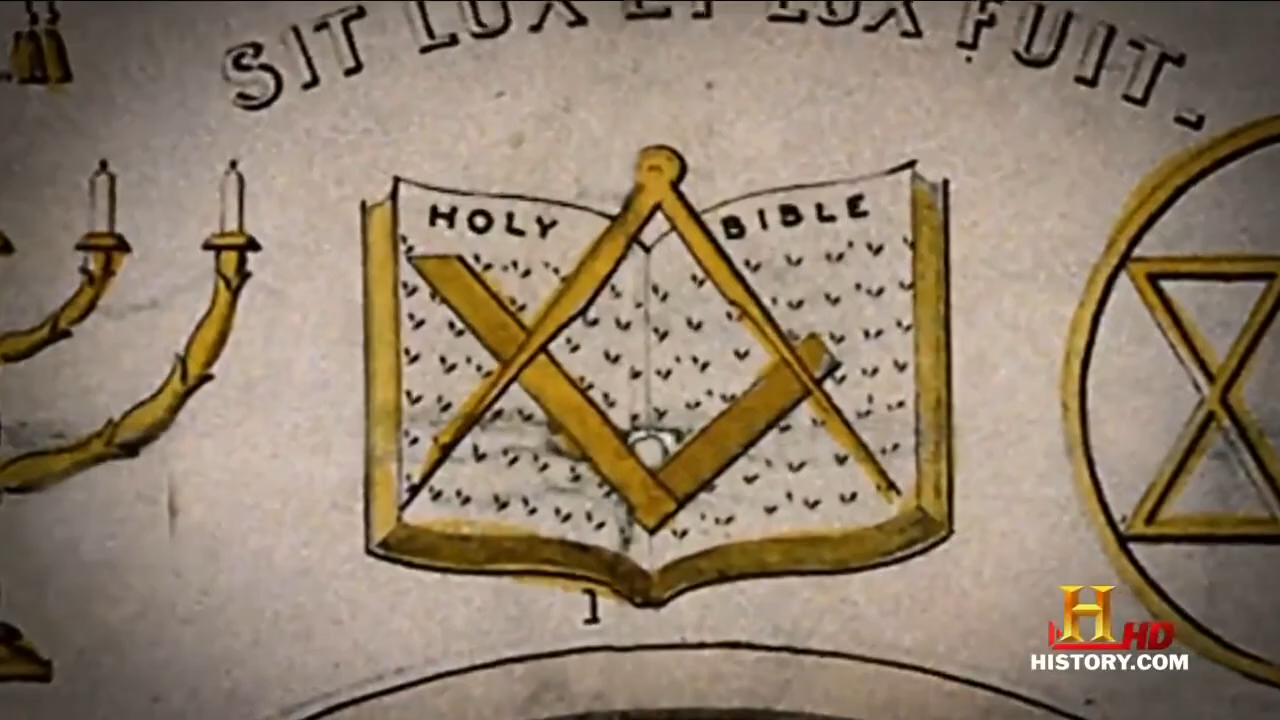 SIT LUX ET LUX FUIT.
HOLY BIBLE
1
H HD
HISTORY.COM